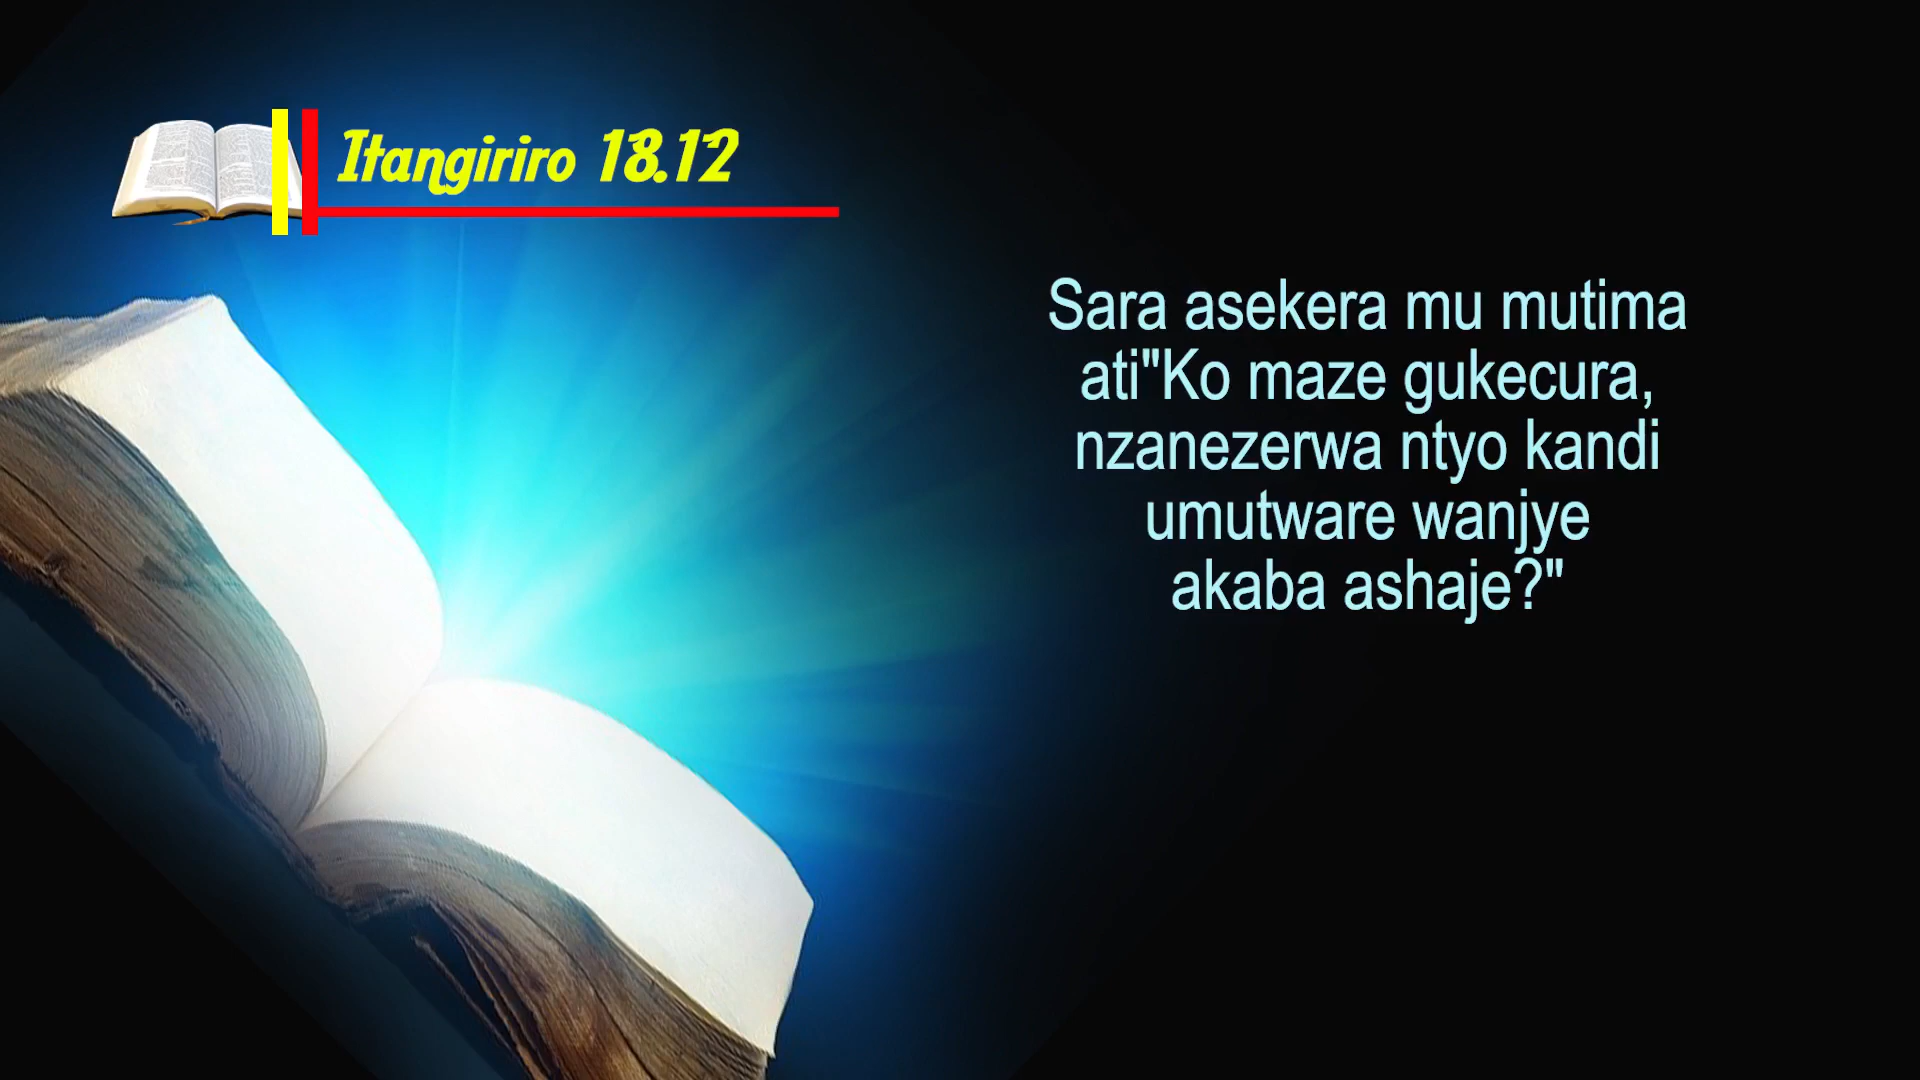 Itangiriro 18.12
Sara asekera mu mutima
ati"Ko maze gukecura,
nzanezerwa ntyo kandi
umutware wanjye
akaba ashaje?"